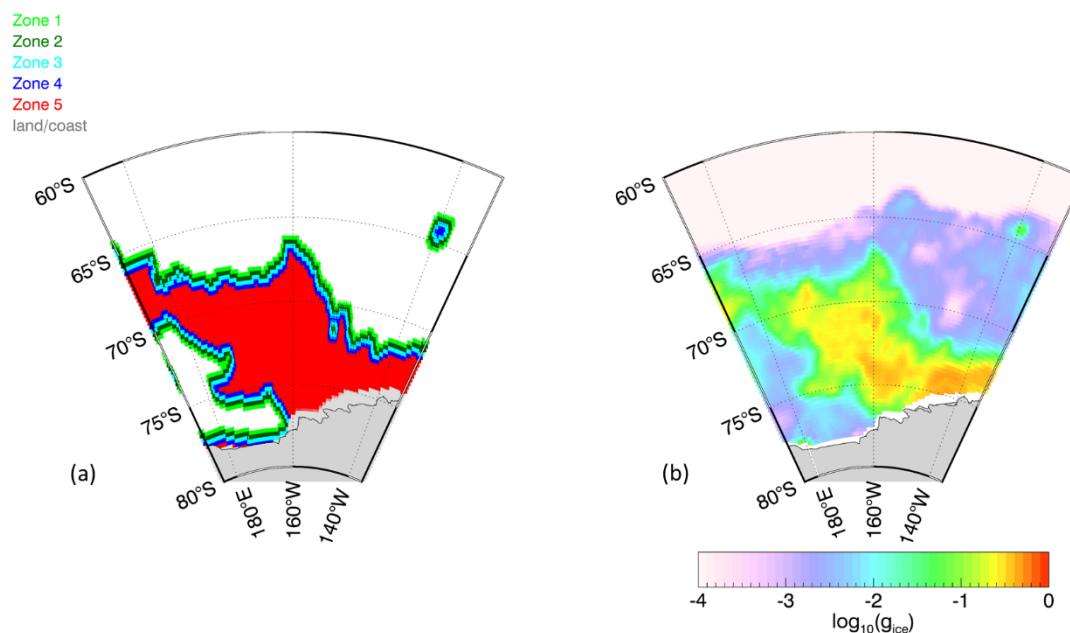 Zone 1
Zone 2
Zone 3
Zone 4
Zone 5
land/coast
60°S
65°S
70°S
75°S
80°S
180°E
160°W
140°W
(a)
60°S
65°S
70°S
75°S
80°S
180°E
160°W
140°W
(b)
-4 -3 -2 -1 0
log10(gice)